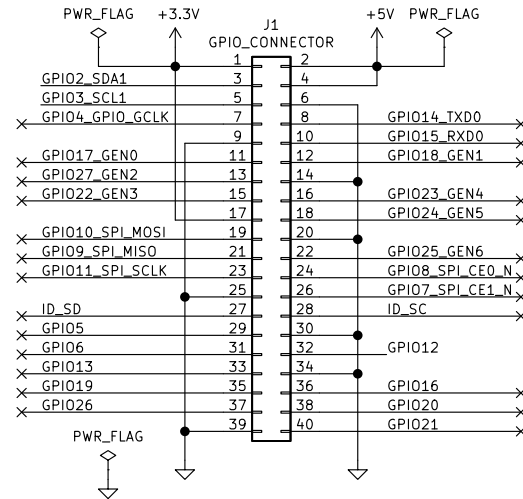 PWR_FLAG +3.3V J1 +5V PWR_FLAG
GPIO_CONNECTOR
1 2
GPIO2_SDA1 3 4
GPIO3_SCL1 5 6
GPIO4_GPIO_GCLK 7 8 GPIO14_TXD0
9 10 GPIO15_RXD0
GPIO17_GEN0 11 12 GPIO18_GEN1
GPIO27_GEN2 13 14
GPIO22_GEN3 15 16 GPIO23_GEN4
17 18 GPIO24_GEN5
GPIO10_SPI_MOSI 19 20
GPIO9_SPI_MISO 21 22 GPIO25_GEN6
GPIO11_SPI_SCLK 23 24 GPIO8_SPI_CE0_N
25 26 GPIO7_SPI_CE1_N
ID_SD 27 28 ID_SC
GPIO5 29 30
GPIO6 31 32 GPIO12
GPIO13 33 34
GPIO19 35 36 GPIO16
GPIO26 37 38 GPIO20
39 40 GPIO21
PWR_FLAG